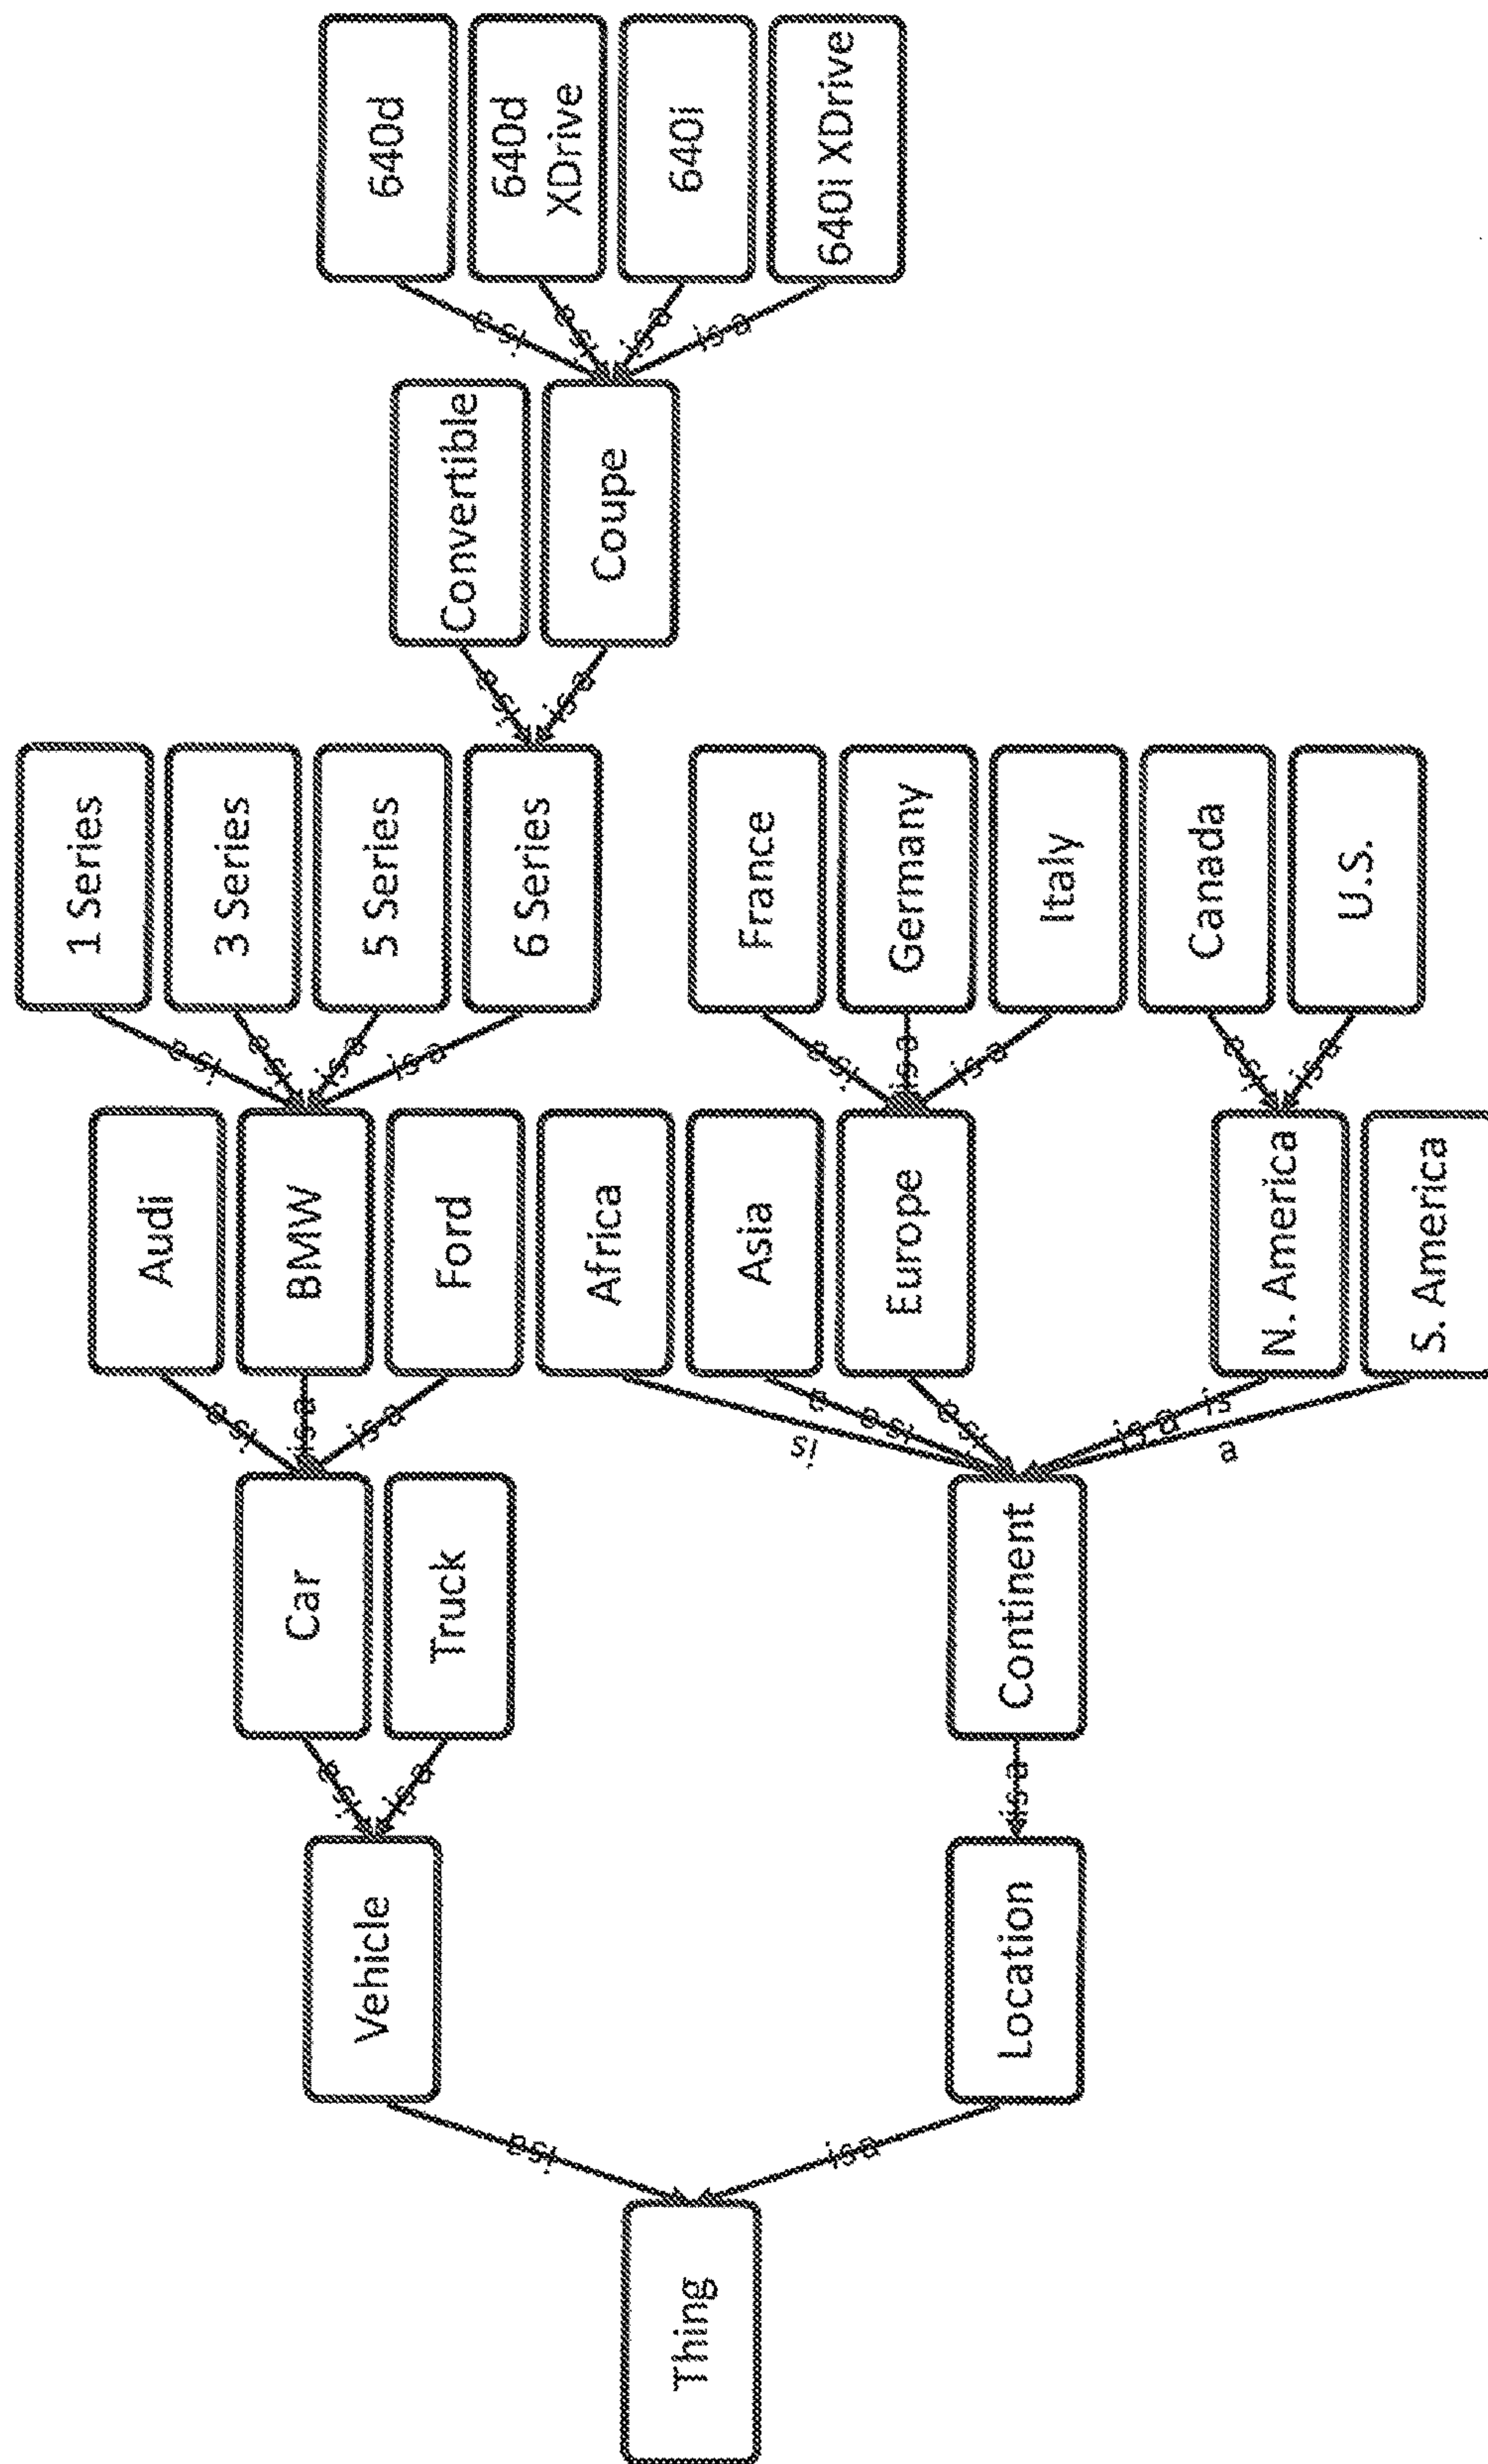 Thing
is a
is a
Vehicle
Location
is a
is a
is a
Car
Truck
Continent
is a
is a
is a
is
a
is a
is a
is a
is
a
Audi
BMW
Ford
Africa
Asia
Europe
N. America
S. America
is a
is a
is a
is a
is a
is a
is a
is a
is a
1 Series
3 Series
5 Series
6 Series
France
Germany
Italy
Canada
U.S.
is a
is a
Convertible
Coupe
is a
is a
is a
is a
640d
640d
XDrive
640i
640i XDrive